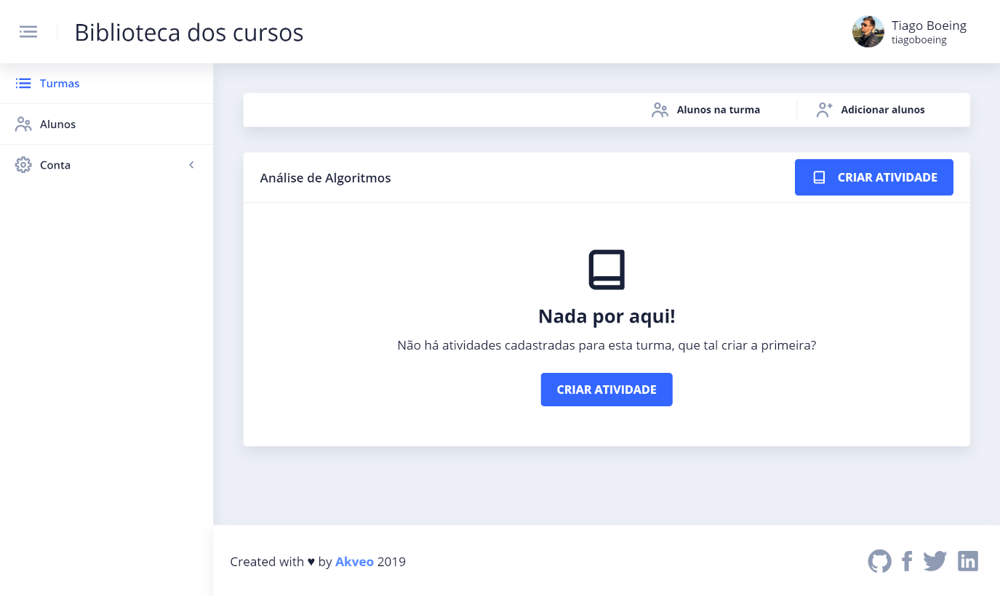 Biblioteca dos cursos
Tiago Boeing
tiagoboeing
Turmas
Alunos
Conta
Alunos na turma
Adicionar alunos
Análise de Algoritmos
CRIAR ATIVIDADE
Nada por aqui!
Não há atividades cadastradas para esta turma, que tal criar a primeira?
CRIAR ATIVIDADE
Created with ♥ by Akveo 2019